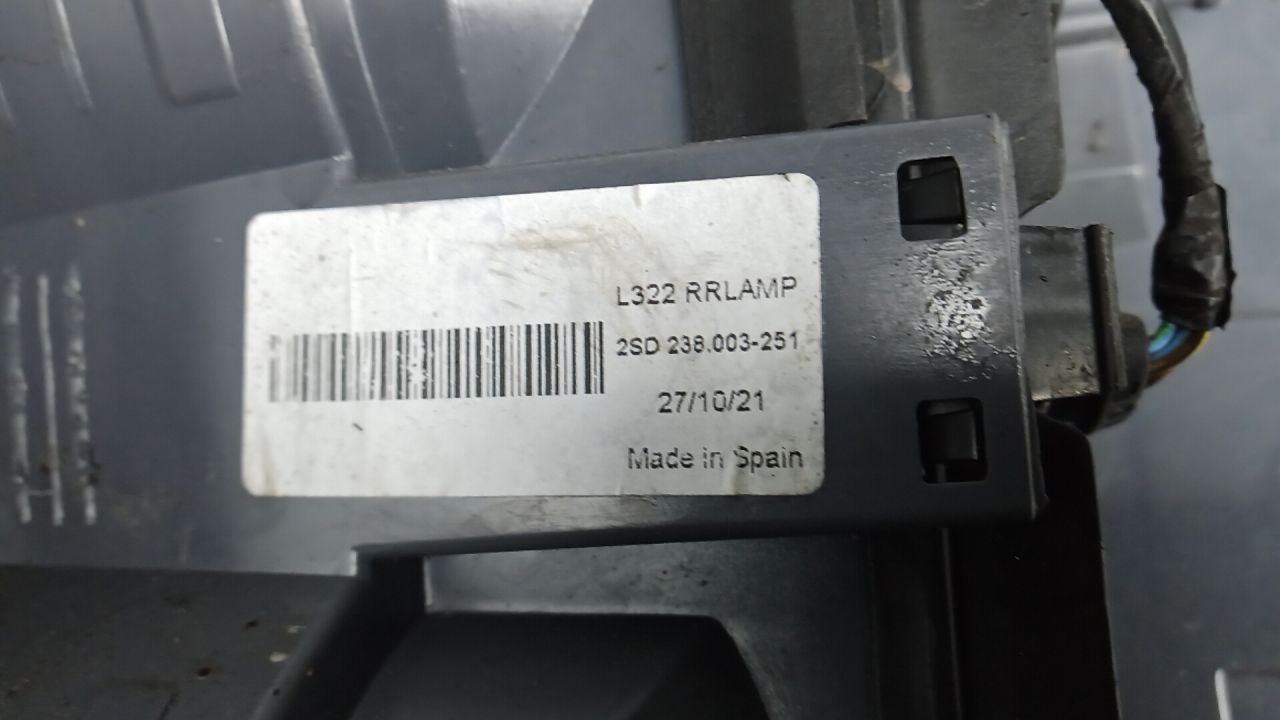 L322 RRLAMP
2SD 238.003-251
27/10/21
Made in Spain